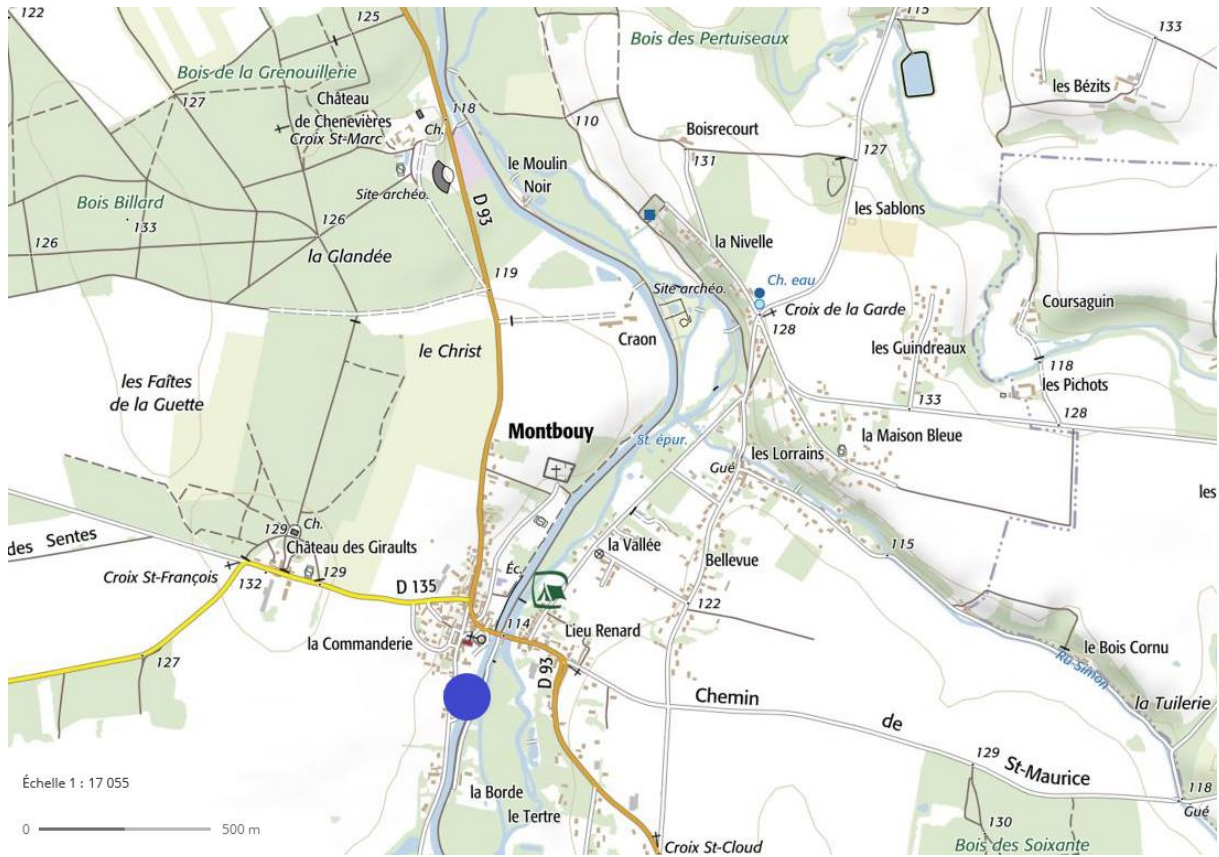 122
125
115
133
Bois des Pertuiseaux
Bois de la Grenouillerie
127
les Bézits
Château
de Chenevières
Croix St-Marc
Ch.
118
110
Boisrecourt
131
127
le Moulin
Noir
Site archéo.
Bois Billard
133
D 93
les Sablons
126
126
la Glandée
la Nivelle
119
Ch. eau
Site archéo.
Croix de la Garde
Coursaguin
128
Craon
le Christ
les Guindreaux
118
les Faîtes
de la Guette
les Pichots
133
128
Montbouy
la Maison Bleue
St. épur.
les Lorrains
Gué
les
des Sentes
129
Ch.
Château des Giraults
la Vallée
115
Croix St-François
132
129
Éc.
Bellevue
D 135
122
114
Lieu Renard
la Commanderie
le Bois Cornu
127
D 93
Ru Simon
Chemin
de
St-Maurice
la Tuilerie
129
Échelle 1 : 17 055
la Borde
118
le Tertre
Gué
130
0
500 m
Croix St-Cloud
Bois des Soixante